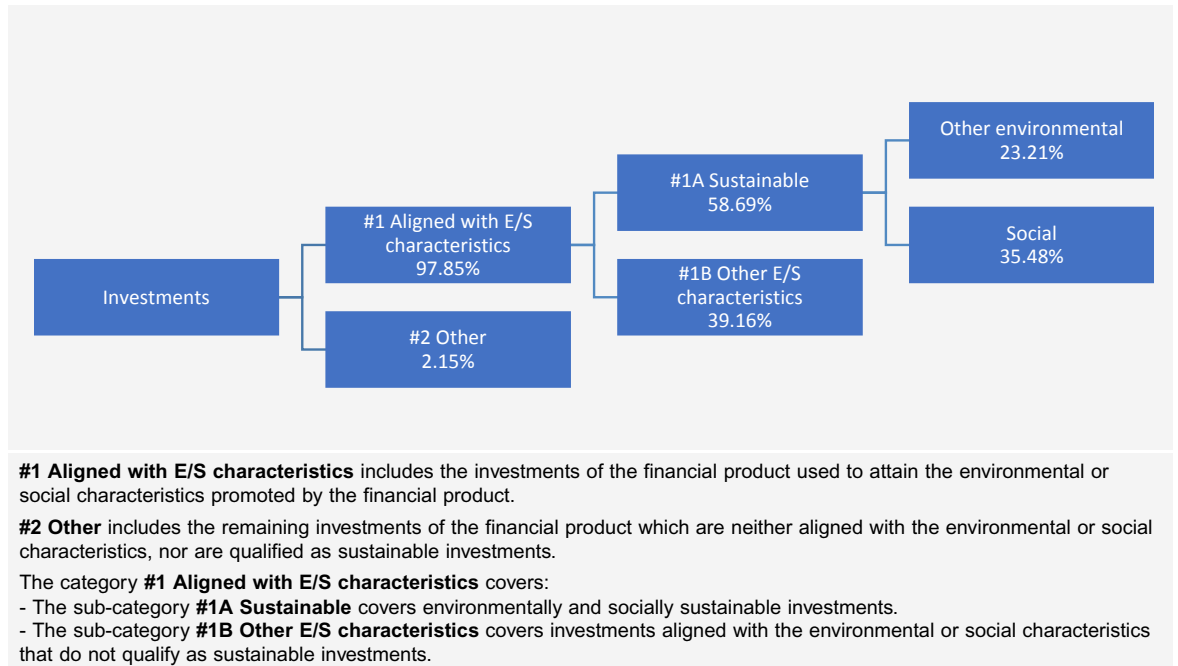 Investments
#1 Aligned with E/S
characteristics
97.85%
#2 Other
2.15%
#1A Sustainable
58.69%
#1B Other E/S
characteristics
39.16%
Other environmental
23.21%
Social
35.48%
#1 Aligned with E/S characteristics includes the investments of the financial product used to attain the environmental or
social characteristics promoted by the financial product.
#2 Other includes the remaining investments of the financial product which are neither aligned with the environmental or social
characteristics, nor are qualified as sustainable investments.
The category #1 Aligned with E/S characteristics covers:
- The sub-category #1A Sustainable covers environmentally and socially sustainable investments.
- The sub-category #1B Other E/S characteristics covers investments aligned with the environmental or social characteristics
that do not qualify as sustainable investments.